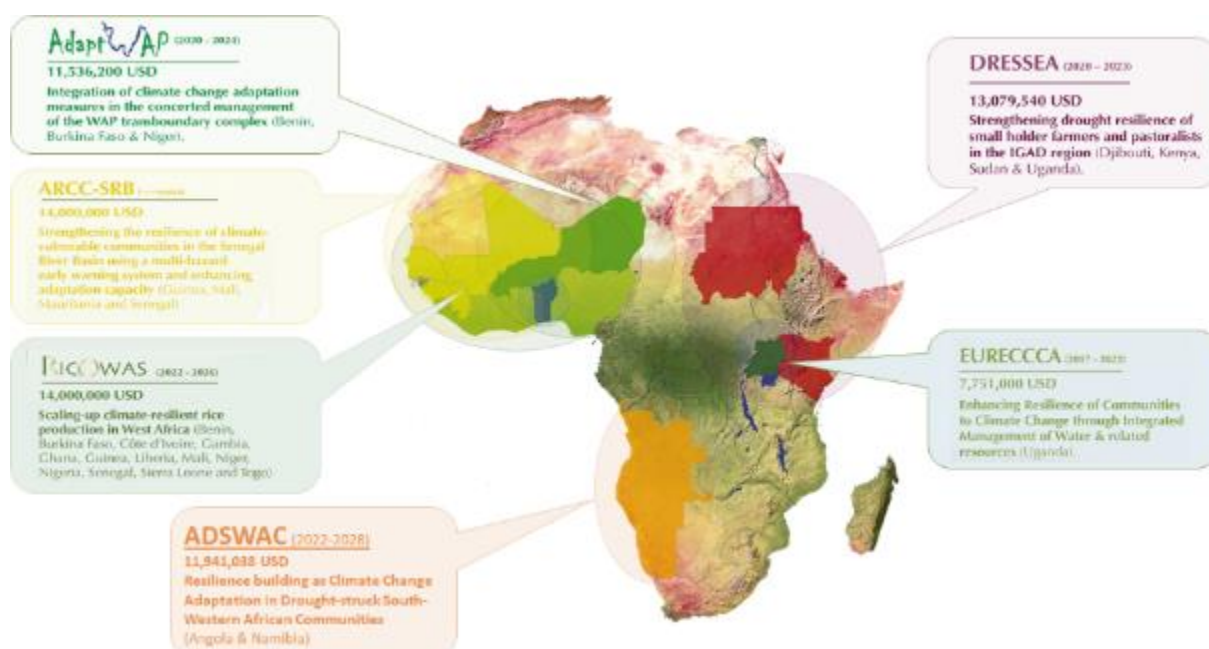 AdaptWAP (2020 - 2024)
11,536,200 USD
Integration of climate change adaptation
measures in the concerted management
of the WAP transboundary complex (Benin,
Burkina Faso & Niger).
ARCC-SRB
14,000,000 USD
Strengthening the resilience of climate-
vulnerable communities in the Senegal
River Basin using a multi-hazard
early warning system and enhancing
adaptation capacity (Guinea, Mali,
Mauritania and Senegal)
RICOWAS (2022 - 2026)
14,000,000 USD
Scaling-up climate-resilient rice
production in West Africa (Benin,
Burkina Faso, Côte d'Ivoire, Gambia,
Ghana, Guinea, Liberia, Mali, Niger,
Nigeria, Senegal, Sierra Leone and Togo)
ADSWAC (2022-2028)
11,941,038 USD
Resilience building as Climate Change
Adaptation in Drought-struck South-
Western African Communities
(Angola & Namibia)
DRESSEA (2020 - 2023)
13,079,540 USD
Strengthening drought resilience of
small holder farmers and pastoralists
in the IGAD region (Djibouti, Kenya,
Sudan & Uganda).
EURECCCA
7,751,000 USD
Enhancing Resilience of Communities
to Climate Change through Integrated
Management of Water & related
resources (Uganda)